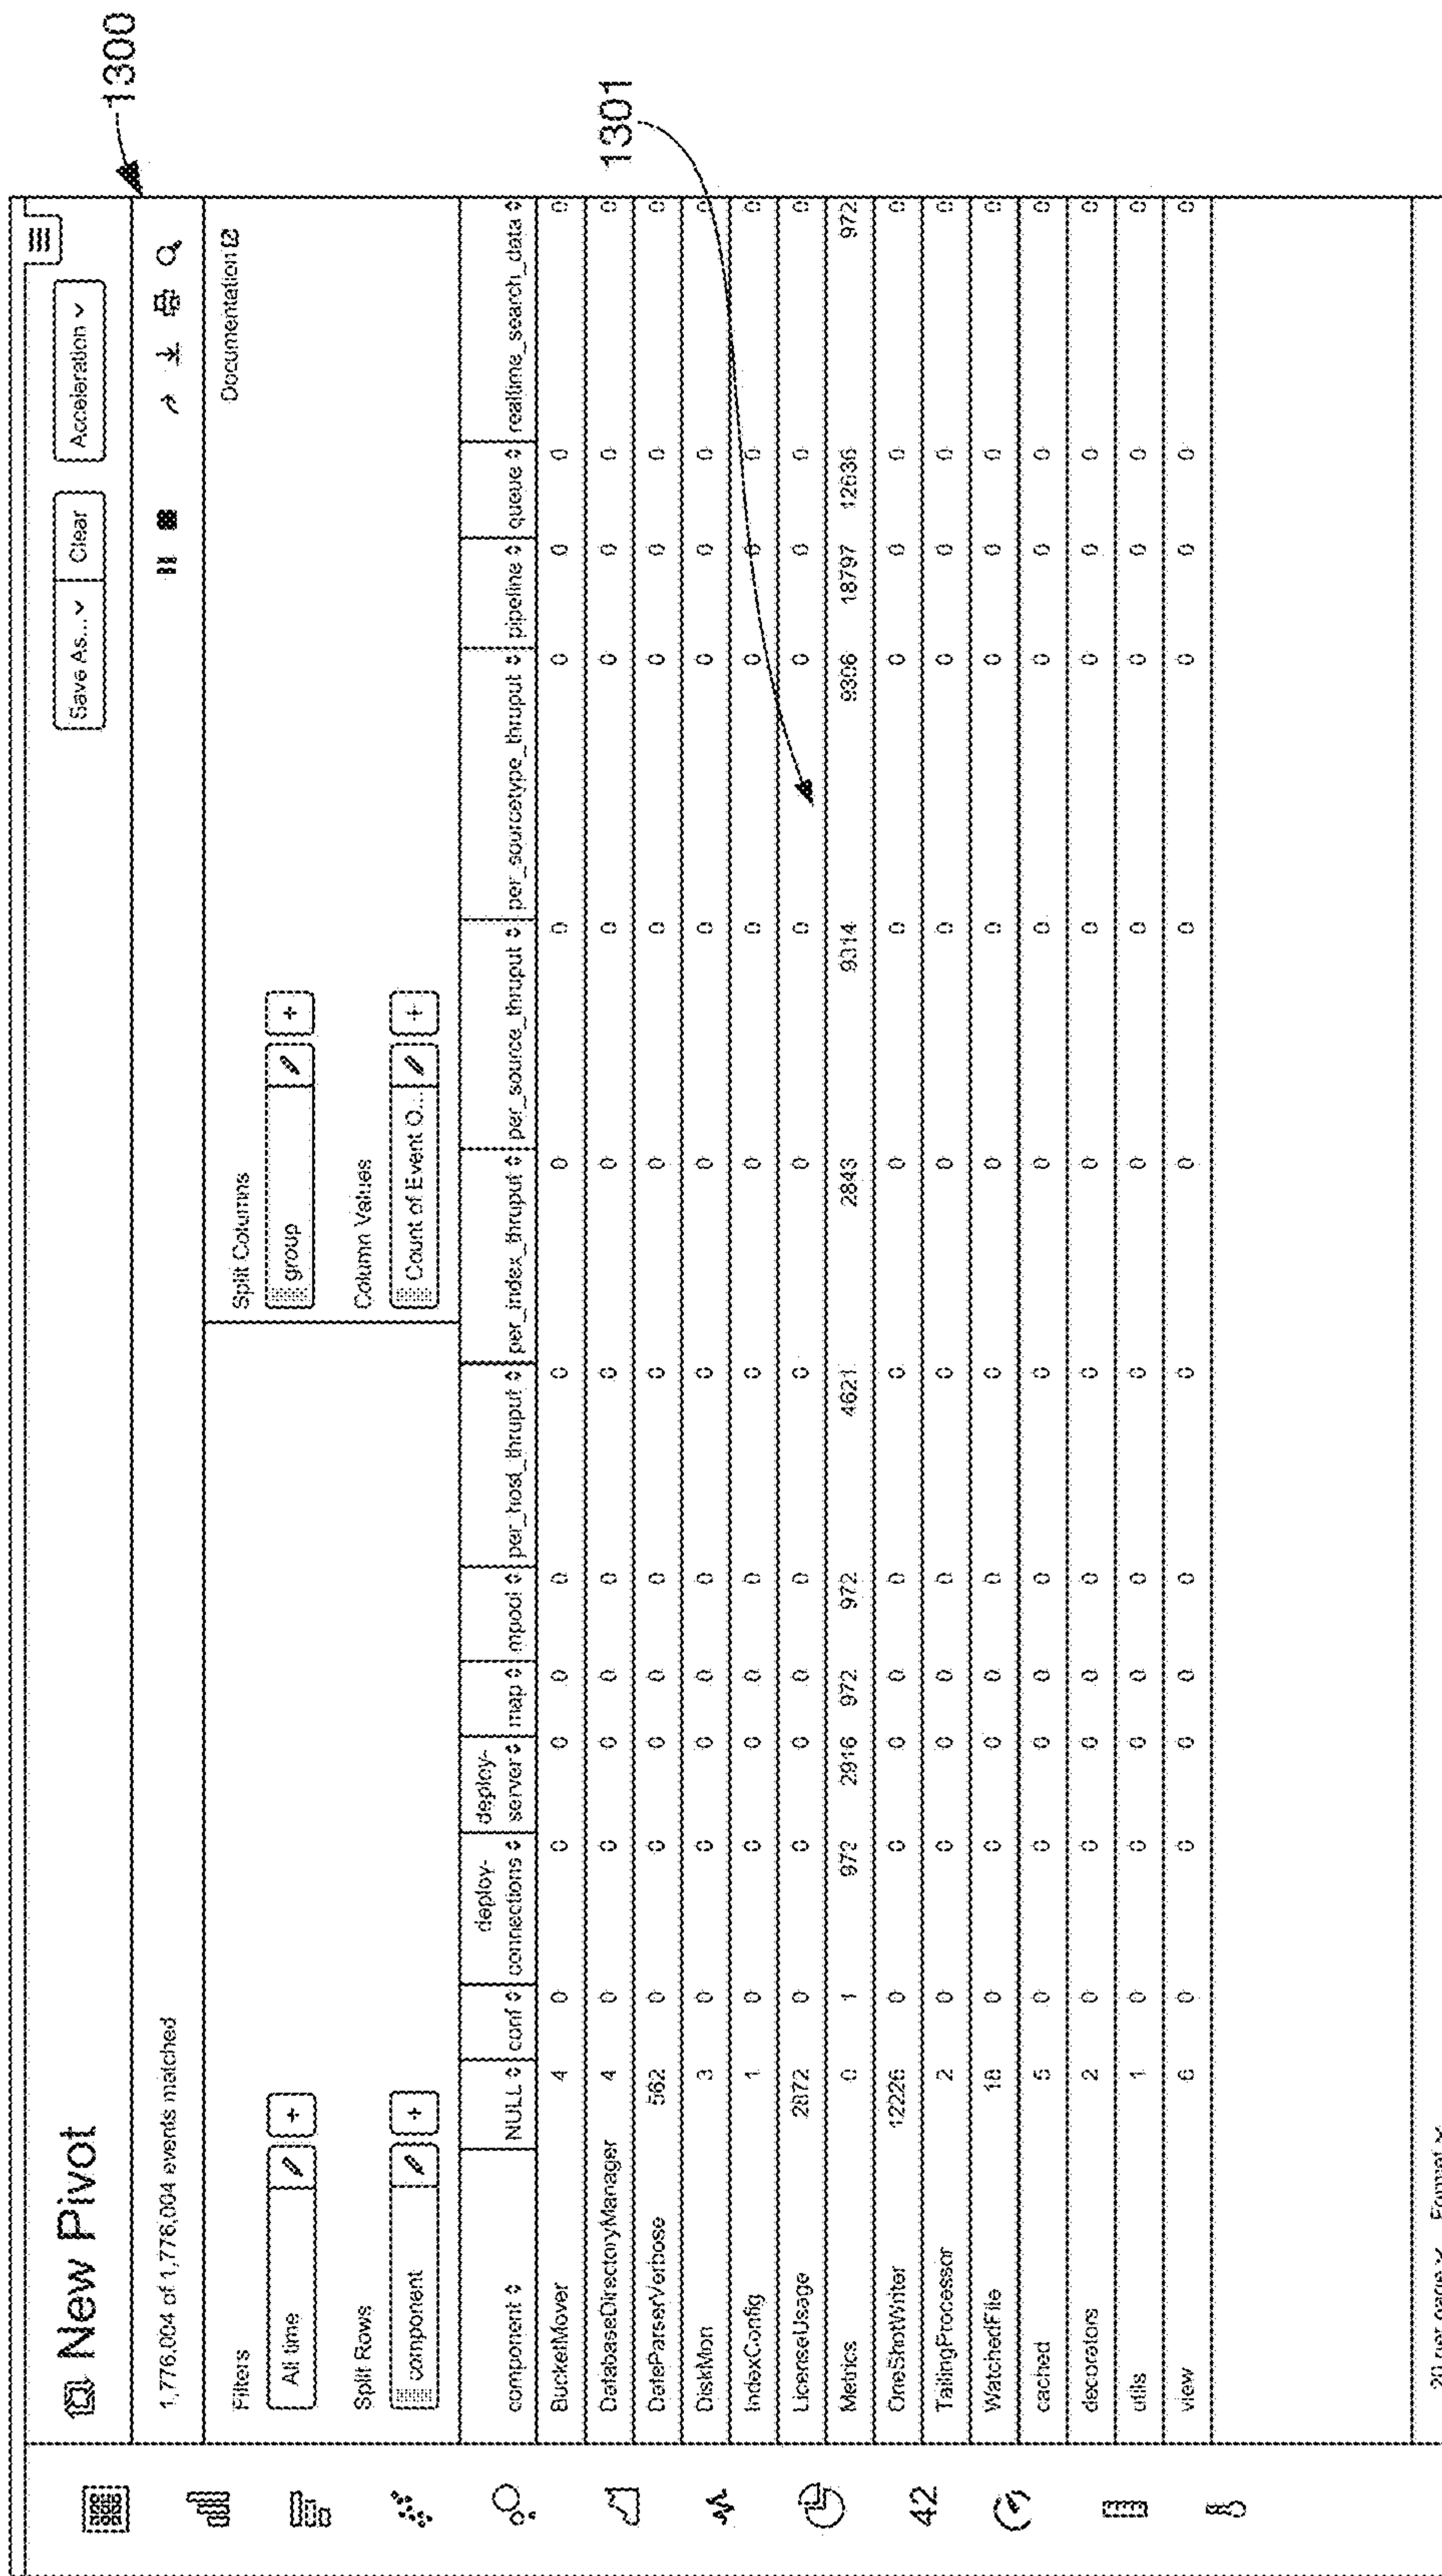 1300
New Pivot
Save As... Clear Acceleration
1,776,004 of 1,776,004 events matched
Filters
All time +
Split Columns
group +
Documentation
Split Rows
component +
Column Values
Count of Event O... +
component NULL conf deploy-connections deploy-server map mpool per_host_thruput per_index_thruput per_source_thruput per_sourcetype_thruput pipeline queue realtime_search_data
BucketMover 4 0 0 0 0 0 0 0 0 0 0 0 0
DatabaseDirectoryManager 4 0 0 0 0 0 0 0 0 0 0 0 0
1301
DateParserVerbose 562 0 0 0 0 0 0 0 0 0 0 0 0
DiskMon 3 0 0 0 0 0 0 0 0 0 0 0 0
IndexConfig 1 0 0 0 0 0 0 0 0 0 0 0 0
LicenseUsage 2872 0 0 0 0 0 0 0 0 0 0 0 0
Metrics 0 1 972 2916 972 972 4621 2843 9314 9306 18797 12636 972
OneShotWriter 12226 0 0 0 0 0 0 0 0 0 0 0 0
TailingProcessor 2 0 0 0 0 0 0 0 0 0 0 0 0
WatchedFile 18 0 0 0 0 0 0 0 0 0 0 0 0
cached 5 0 0 0 0 0 0 0 0 0 0 0 0
decorators 2 0 0 0 0 0 0 0 0 0 0 0 0
utils 1 0 0 0 0 0 0 0 0 0 0 0 0
view 6 0 0 0 0 0 0 0 0 0 0 0 0
42
20 per page Format